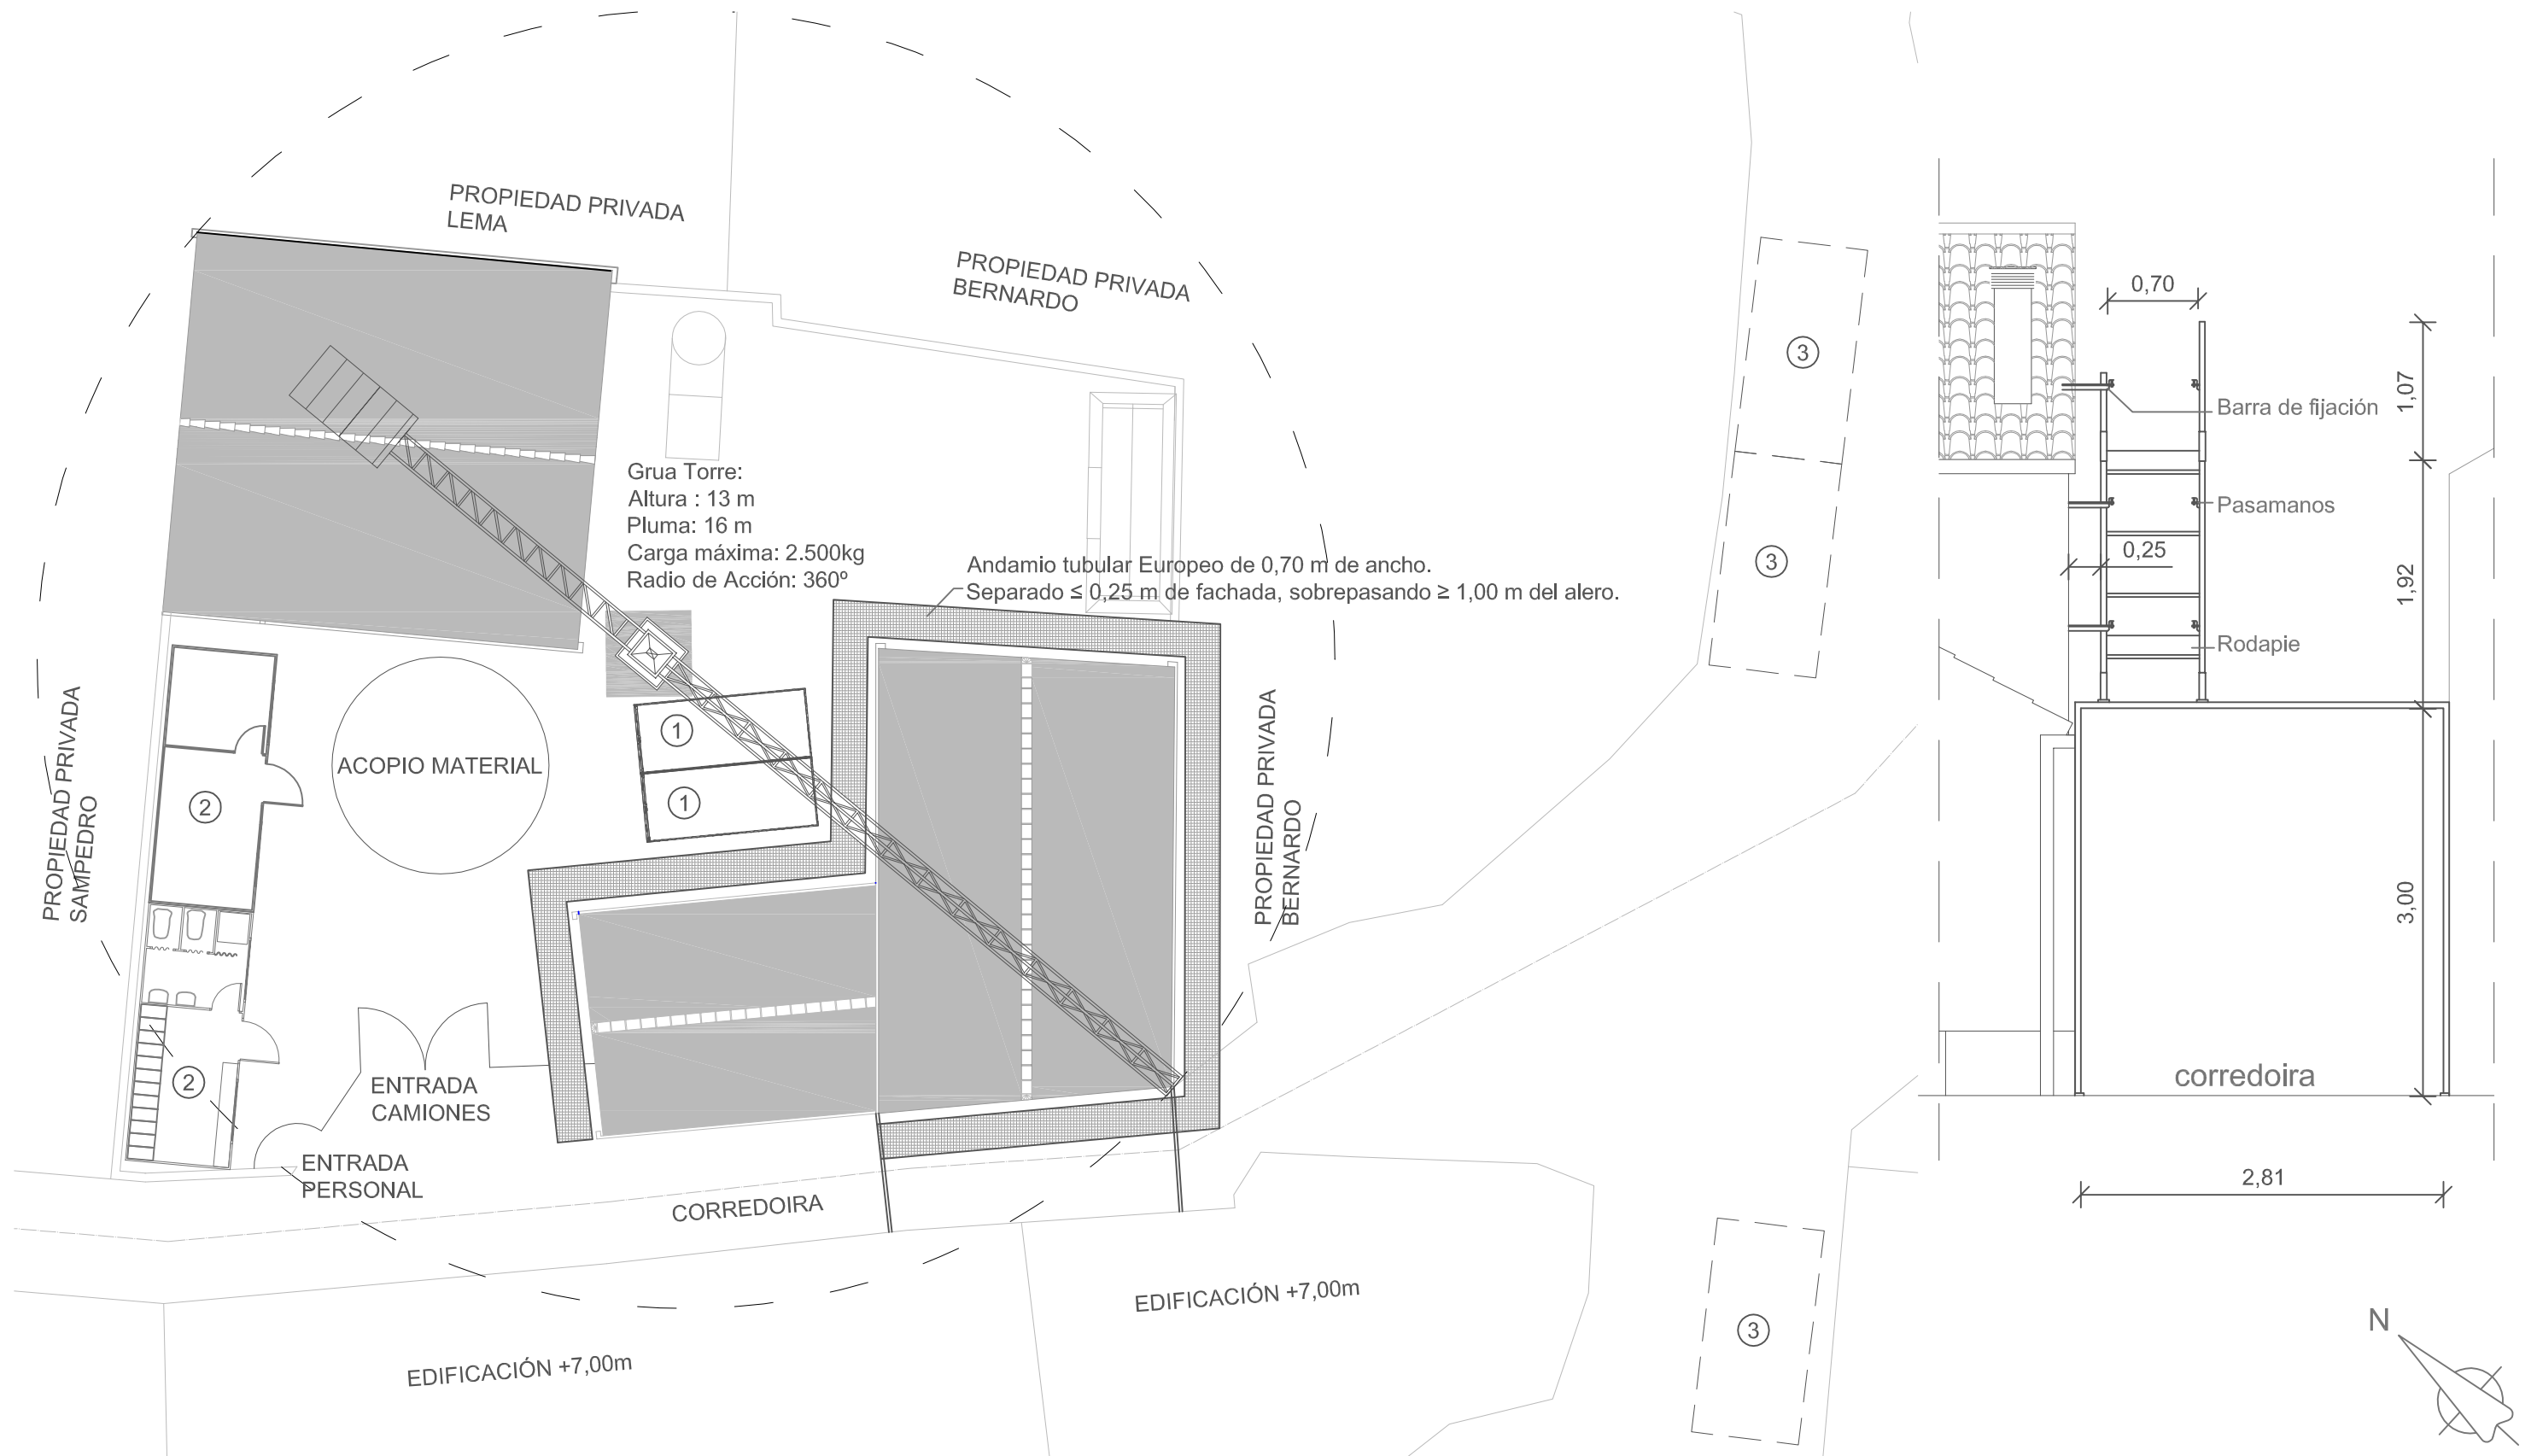 PROPIEDAD PRIVADA
LEMA
PROPIEDAD PRIVADA
BERNARDO
Grua Torre:
Altura : 13 m
Pluma: 16 m
Carga máxima: 2.500kg
Radio de Acción: 360º
Andamio tubular Europeo de 0,70 m de ancho.
Separado ≤ 0,25 m de fachada, sobrepasando ≥ 1,00 m del alero.
3
3
1
1
ACOPIO MATERIAL
2
PROPIEDAD PRIVADA
SAMPEDRO
PROPIEDAD PRIVADA
BERNARDO
2
ENTRADA
CAMIONES
ENTRADA
PERSONAL
CORREDOIRA
EDIFICACIÓN +7,00m
EDIFICACIÓN +7,00m
3
0,70
1,07
Barra de fijación
Pasamanos
0,25
1,92
Rodapie
3,00
corredoira
2,81
N